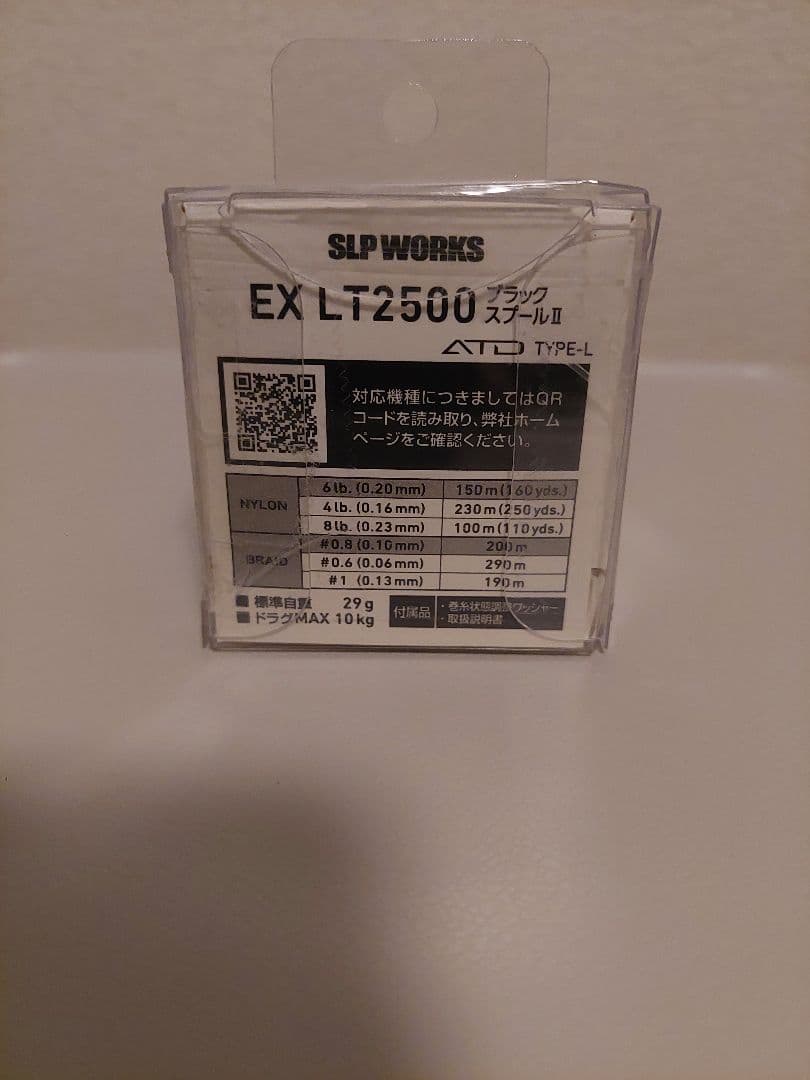 SLP WORKS
EX LT2500 ブラック
スプールⅡ
ATD TYPE-L
対応機種につきましてはQR
コードを読み取り、弊社ホーム
ページをご確認ください。
NYLON
6lb. (0.20mm) 150m(160yds.)
4lb. (0.16mm) 230m(250yds.)
8lb. (0.23mm) 100m(110yds.)
BRAID
#0.8 (0.10mm) 200m
#0.6 (0.06mm) 290m
#1 (0.13mm) 190m
■ 標準自重 29g
■ ドラグMAX 10kg
付属品
・巻糸状態調整ワッシャー
・取扱説明書